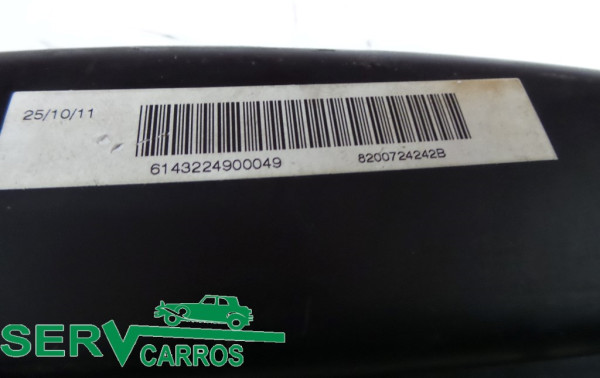 25/10/11
6143224900049
8200724242B
SERV
CARROS